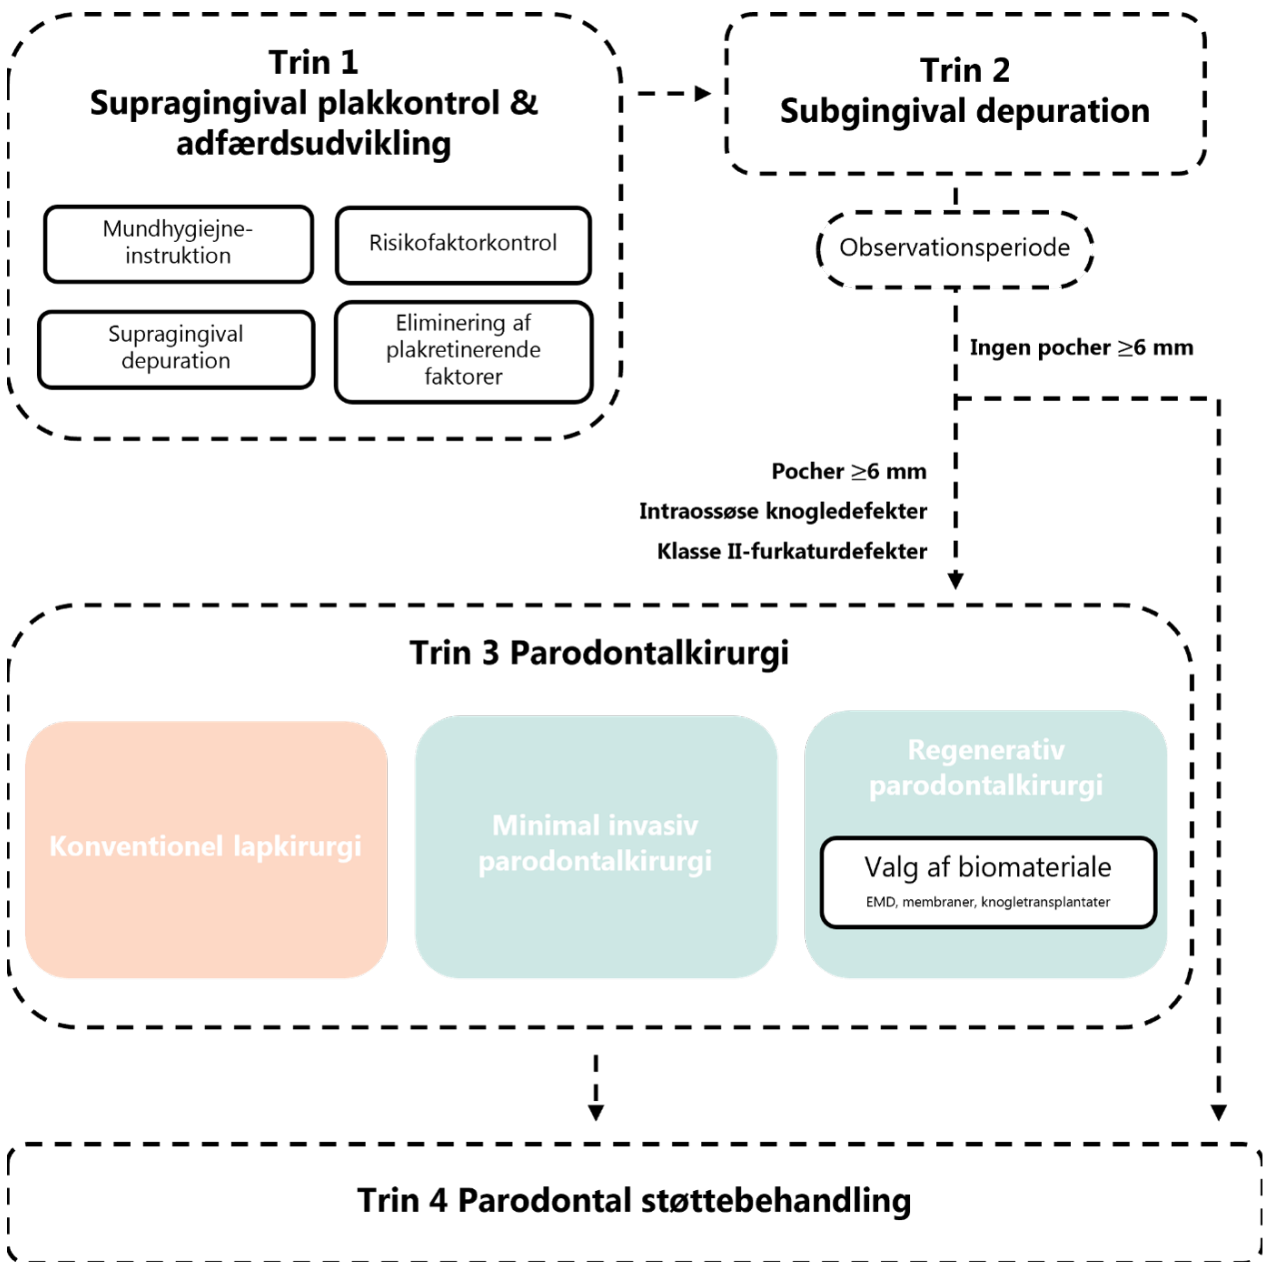 Trin 1
Supragingival plakkontrol &
adfærdsudvikling
Mundhygiejne-
instruktion
Risikofaktorkontrol
Supragingival
depuration
Eliminering af
plakretinerende
faktorer
Trin 2
Subgingival depuration
Observationsperiode
Ingen pocher ≥6 mm
Pocher ≥6 mm
Intraossøse knogledefekter
Klasse II-furkaturdefekter
Trin 3 Parodontalkirurgi
Konventionel lapkirurgi
Minimal invasiv
parodontalkirurgi
Regenerativ
parodontalkirurgi
Valg af biomateriale
EMD, membraner, knogletransplantater
Trin 4 Parodontal støttebehandling